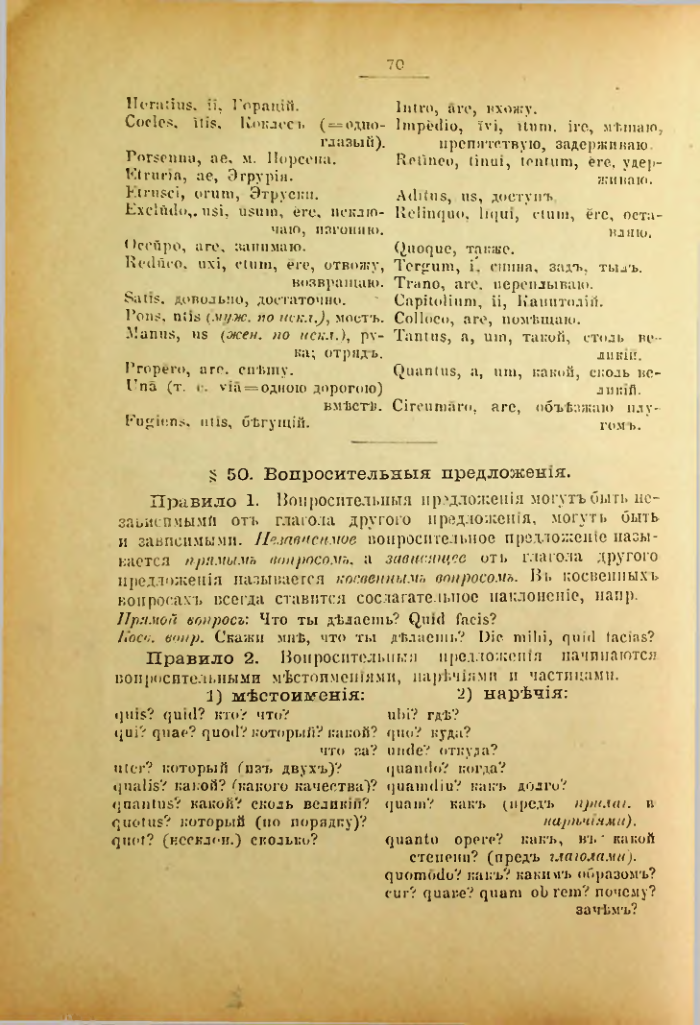 70
Horatius, ii, Горацій.
Cocles, ĭtis, Коклесъ (=одно-
глазый).
Porsenna, ae, м. Порсена.
Etruria, ae, Этрурія.
Etrusci, orum, Этруски.
Exclūdo, usi, usum, ĕre, исклю-
чаю, изгоняю.
Occŭpo, are, занимаю.
Redūco, uxi, ctum, ĕre, отвожу,
возвращаю.
Satis, довольно, достаточно.
Pons, ntis (муж. по искл.), мостъ.
Manus, us (жен. по искл.), ру-
ка; отрядъ.
Propĕro, are, спѣшу.
Unā (т. е. viā=одною дорогою)
вмѣстѣ.
Fugiens, ntis, бѣгущій.
Intro, āre, вхожу.
Impĕdio, īvi, ītum, ire, мѣшаю,
препятствую, задерживаю.
Retĭneo, tinui, tentum, ēre, удер-
живаю.
Adĭtus, us, доступъ
Relinquo, liqui, ctum, ĕre, оста-
вляю.
Quoque, также.
Tergum, i, спина, задъ, тылъ.
Trano, are, переплываю.
Capitolium, ii, Капитолій.
Colloco, are, помѣщаю.
Tantus, a, um, такой, столь ве-
ликій.
Quantus, a, um, какой, сколь ве-
ликій.
Circumăro, are, объѣзжаю плу-
гомъ.
§ 50. Вопросительныя предложенія.
Правило 1. Вопросительныя предложенія могутъ быть не-
зависимыми отъ глагола другого предложенія, могутъ быть
и зависимыми. Независимое вопросительное предложеніе назы-
вается прямымъ вопросомъ, а зависящее отъ глагола другого
предложенія называется косвеннымъ вопросомъ. Въ косвенныхъ
вопросахъ всегда ставится сослагательное наклоненіе, напр.
Прямой вопросъ: Что ты дѣлаешь? Quid facis?
Косв. вопр. Скажи мнѣ, что ты дѣлаешь? Dic mihi, quid facias?
Правило 2. Вопросительныя предложенія начинаются
вопросительными мѣстоименіями, нарѣчіями и частицами.
1) мѣстоименія:
quis? quid? кто? что?
qui? quae? quod? который? какой?
что за?
uter? который (изъ двухъ)?
qualis? какой? (какого качества)?
quantus? какой? сколь великій?
quotus? который (по порядку)?
quot? (несклон.) сколько?
2) нарѣчія:
ubi? гдѣ?
quo? куда?
unde? откуда?
quando? когда?
quamdiu? какъ долго?
quam? какъ (предъ прилаг. и
нарѣчіями).
quanto opere? какъ, въ какой
степени? (предъ глаголами).
quomŏdo? какъ? какимъ образомъ?
cur? quare? quam ob rem? почему?
зачѣмъ?